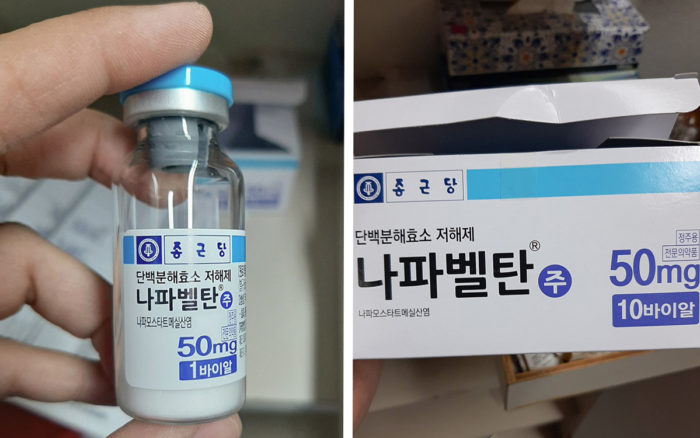 종근당
단백분해효소 저해제
나파벨탄® 주
나파모스타트메실산염
50mg
1바이알
종근당
정주용
전문의약품
단백분해효소 저해제
나파벨탄® 주
나파모스타트메실산염
50mg
10바이알